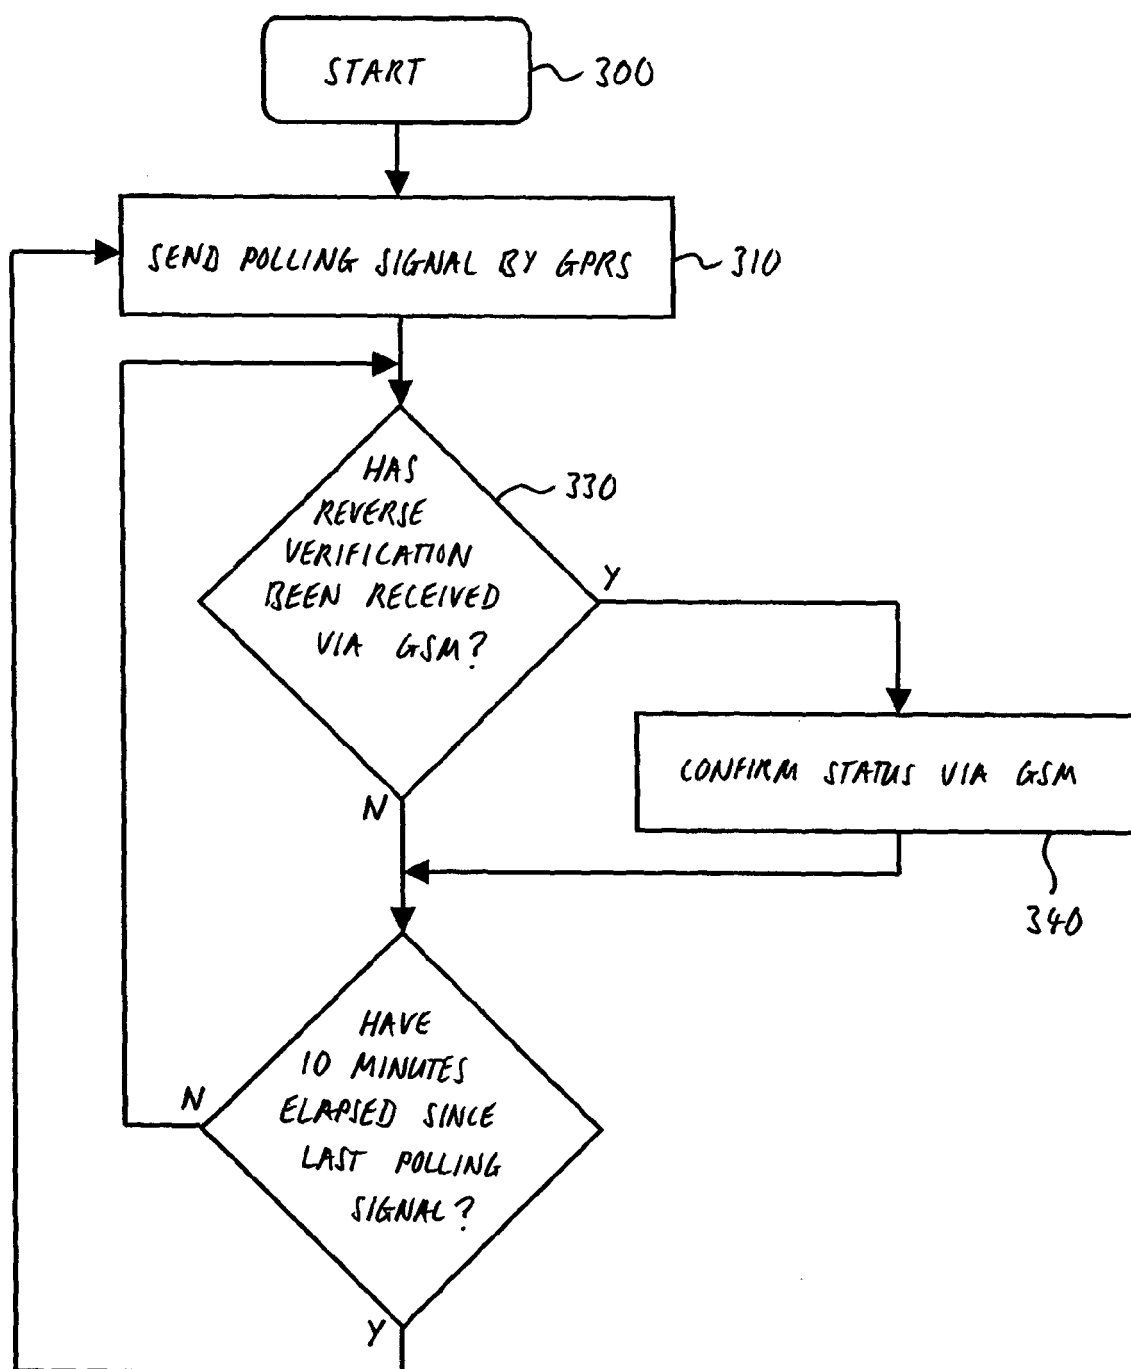 START
300
SEND POLLING SIGNAL BY GPRS
310
HAS
REVERSE
VERIFICATION
BEEN RECEIVED
VIA GSM?
330
Y
N
CONFIRM STATUS VIA GSM
340
HAVE
10 MINUTES
ELAPSED SINCE
LAST POLLING
SIGNAL?
N
Y